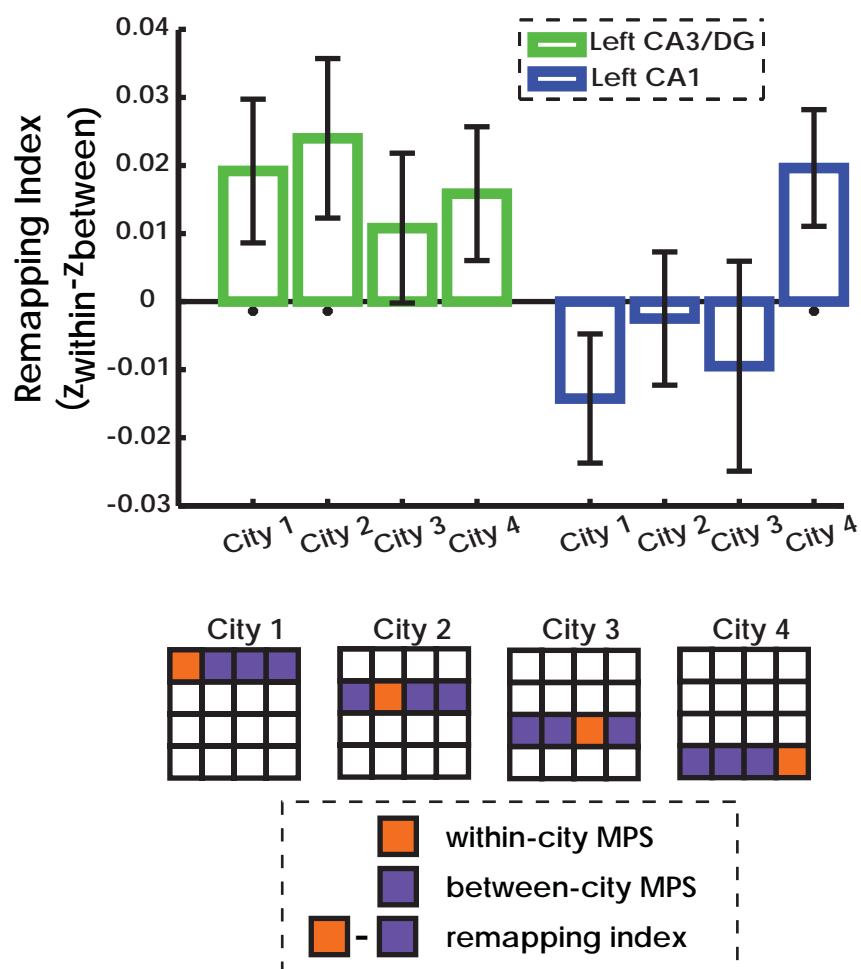 0.04
0.03
0.02
0.01
0
-0.01
-0.02
-0.03
Remapping Index
(zwithin-zbetween)
Left CA3/DG
Left CA1
City 1 City 2 City 3 City 4 City 1 City 2 City 3 City 4
City 1 City 2 City 3 City 4
within-city MPS
between-city MPS
- remapping index